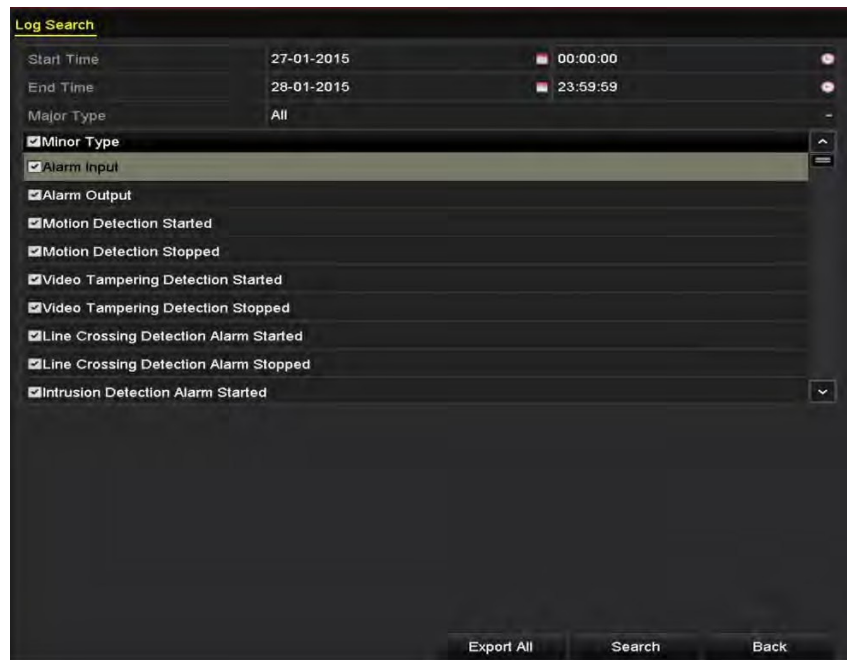 Log Search
Start Time 27-01-2015 00:00:00
End Time 28-01-2015 23:59:59
Major Type All
Minor Type
Alarm Input
Alarm Output
Motion Detection Started
Motion Detection Stopped
Video Tampering Detection Started
Video Tampering Detection Stopped
Line Crossing Detection Alarm Started
Line Crossing Detection Alarm Stopped
Intrusion Detection Alarm Started
Export All Search Back